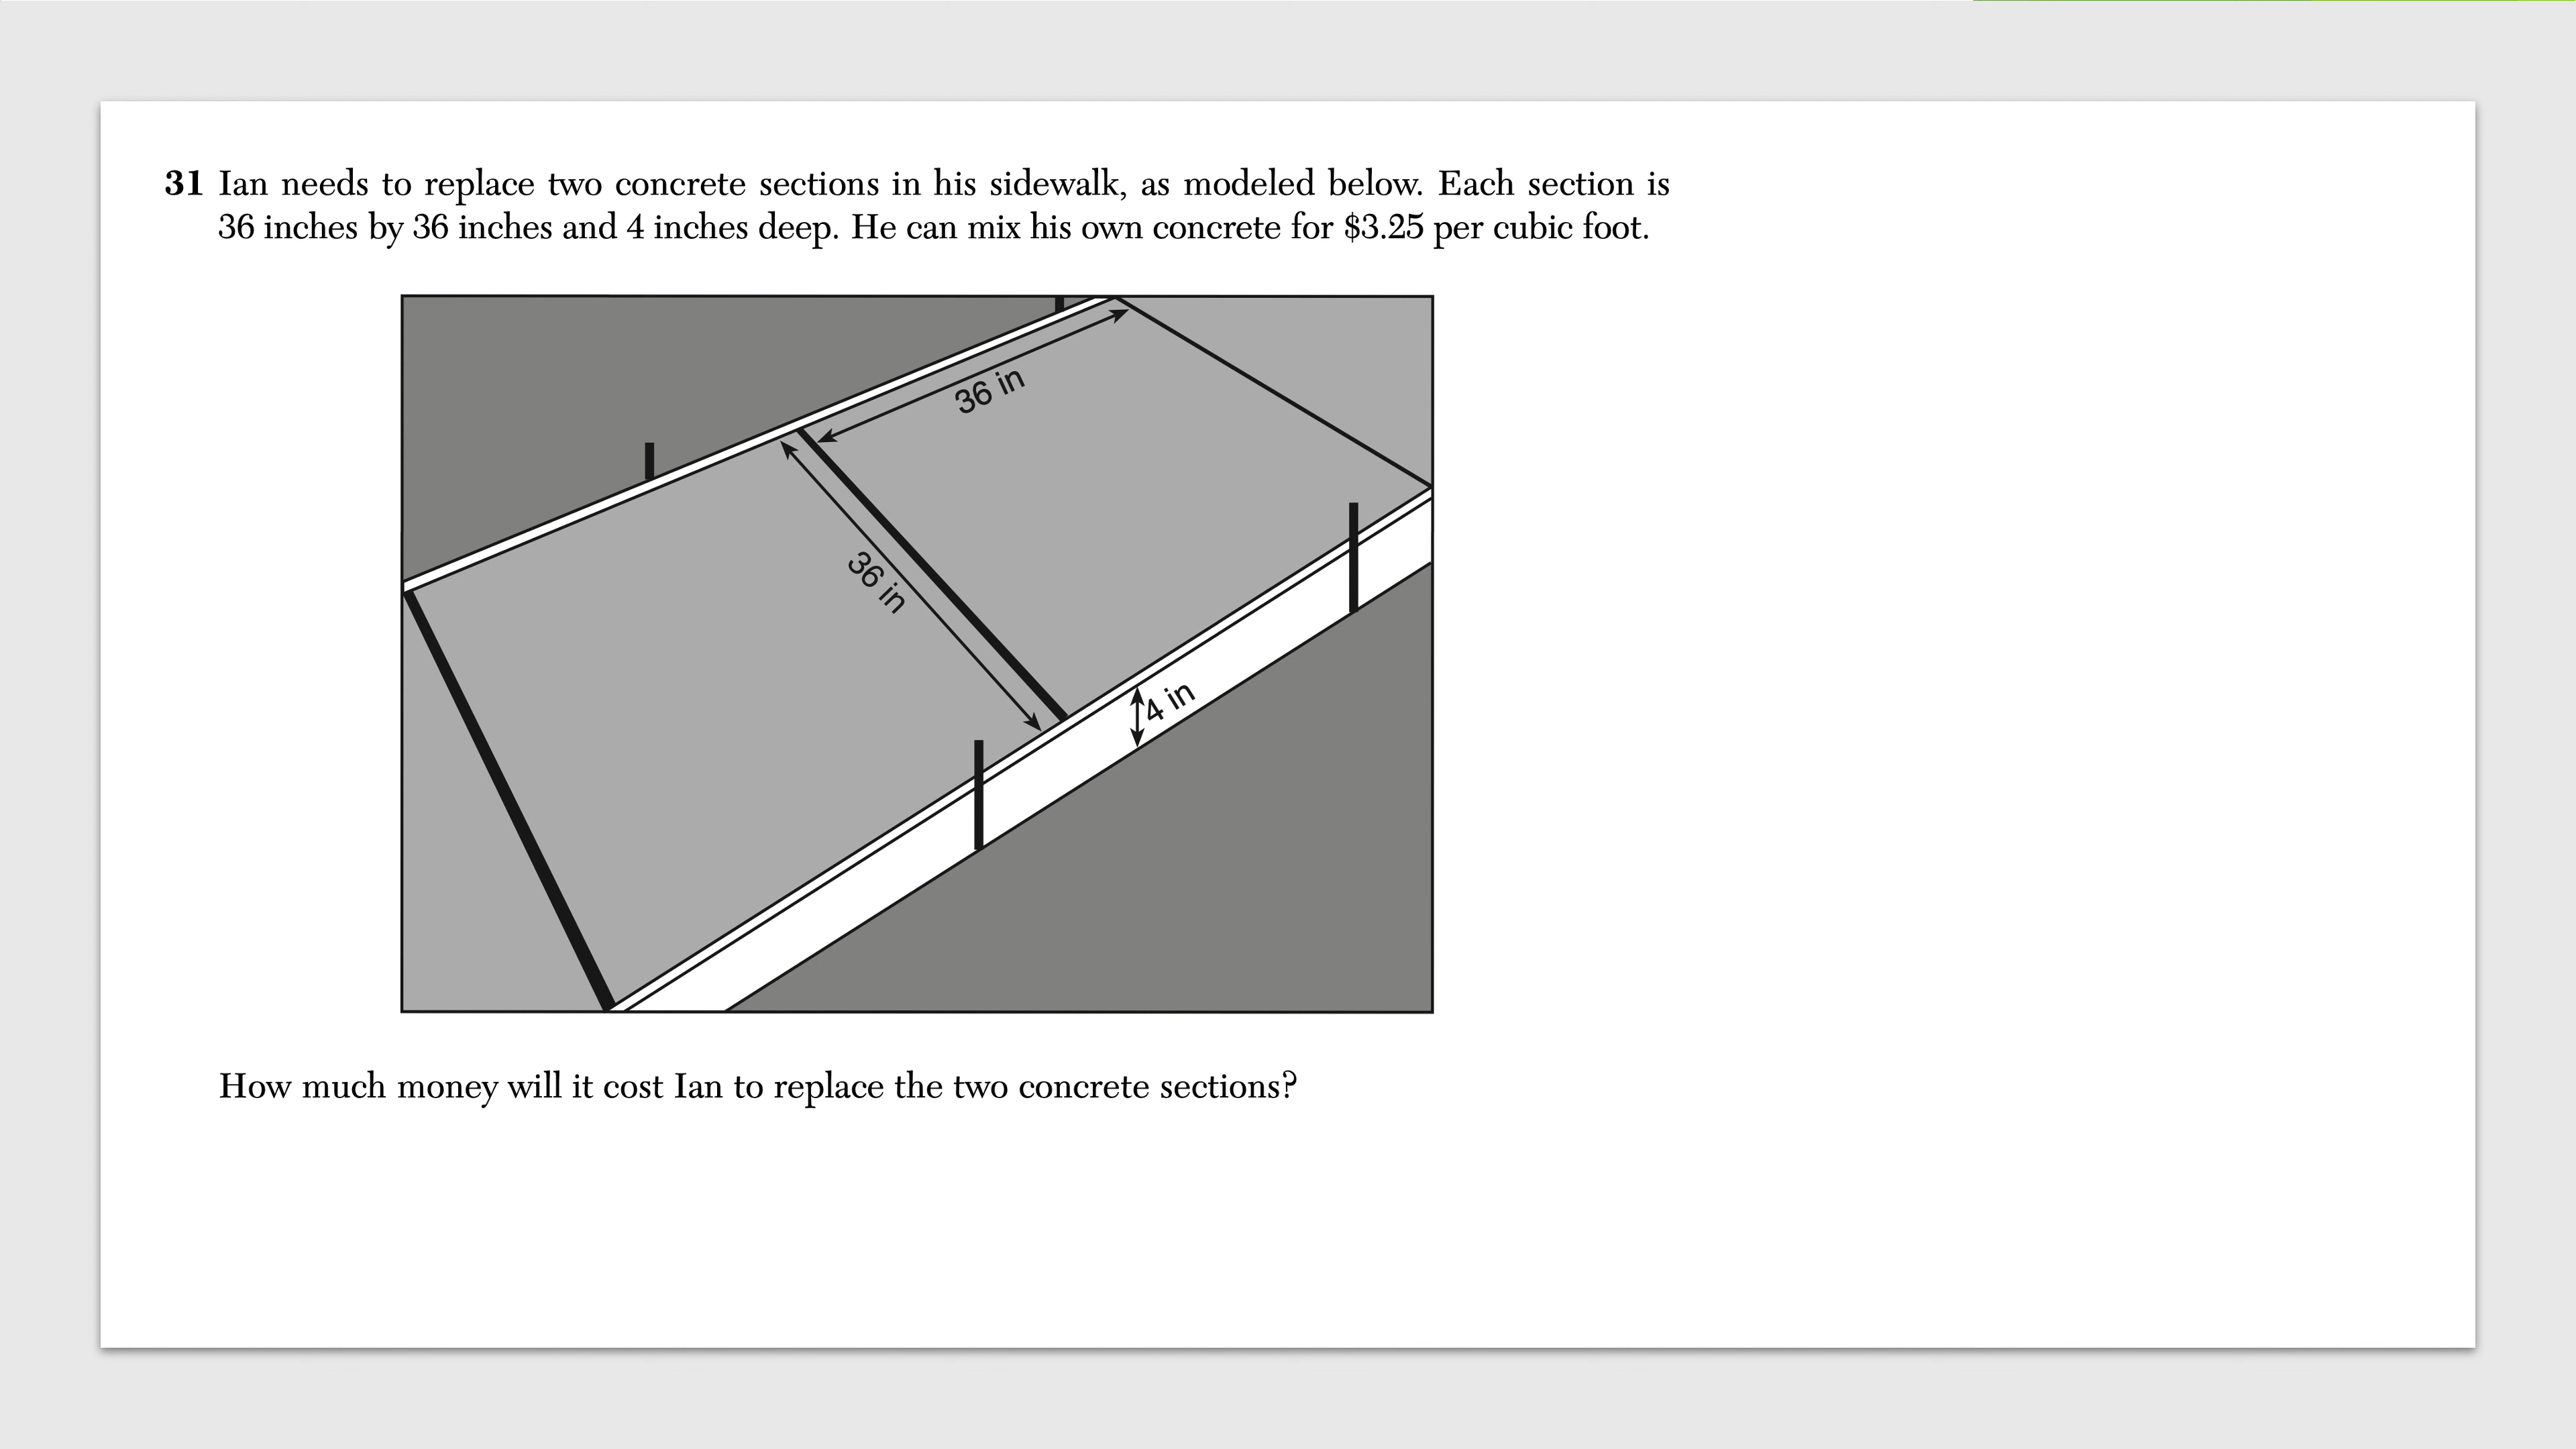 31 Ian needs to replace two concrete sections in his sidewalk, as modeled below. Each section is
36 inches by 36 inches and 4 inches deep. He can mix his own concrete for $3.25 per cubic foot.
36 in
36 in
4 in
How much money will it cost Ian to replace the two concrete sections?